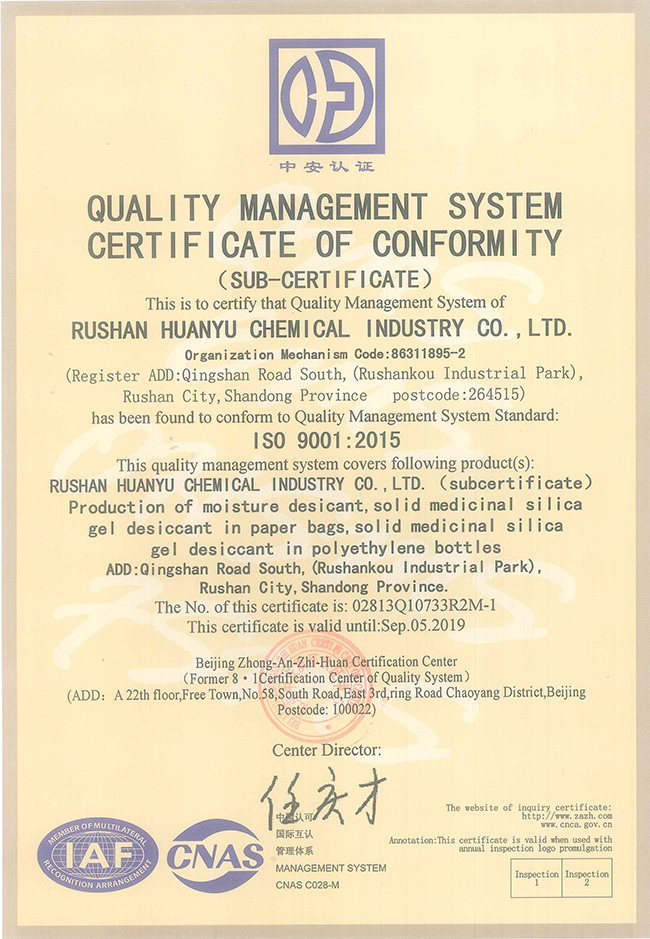 中安认证
QUALITY MANAGEMENT SYSTEM
CERTIFICATE OF CONFORMITY
(SUB-CERTIFICATE)
This is to certify that Quality Management System of
RUSHAN HUANYU CHEMICAL INDUSTRY CO.,LTD.
Organization Mechanism Code:86311895-2
(Register ADD:Qingshan Road South,(Rushankou Industrial Park),
Rushan City,Shandong Province postcode:264515)
has been found to conform to Quality Management System Standard:
ISO 9001:2015
This quality management system covers following product(s):
RUSHAN HUANYU CHEMICAL INDUSTRY CO.,LTD. (subcertificate)
Production of moisture desicant,solid medicinal silica
gel desiccant in paper bags,solid medicinal silica
gel desiccant in polyethylene bottles
ADD:Qingshan Road South,(Rushankou Industrial Park),
Rushan City,Shandong Province.
The No. of this certificate is: 02813Q10733R2M-1
This certificate is valid until:Sep.05.2019
Beijing Zhong-An-Zhi-Huan Certification Center
(Former 8·1Certification Center of Quality System)
(ADD: A 22th floor,Free Town,No.58,South Road,East 3rd,ring Road Chaoyang District,Beijing
Postcode: 100022)
Center Director:
任庆才
MEMBER OF MULTILATERAL
IAF
RECOGNITION ARRANGEMENT
CNAS
中国认可
国际互认
管理体系
MANAGEMENT SYSTEM
CNAS C028-M
The website of inquiry certificate:
http://www.zazh.com
www.cnca.gov.cn
Annotation:This certificate is valid when used with
annual inspection logo promulgation
Inspection 1
Inspection 2